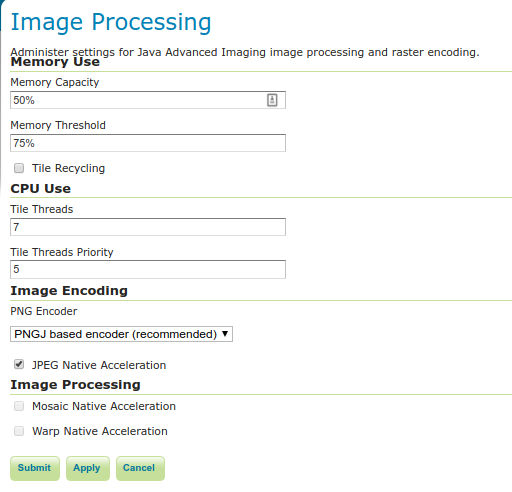 Image Processing
Administer settings for Java Advanced Imaging image processing and raster encoding.
Memory Use
Memory Capacity
50%
Memory Threshold
75%
Tile Recycling
CPU Use
Tile Threads
7
Tile Threads Priority
5
Image Encoding
PNG Encoder
PNGJ based encoder (recommended)
JPEG Native Acceleration
Image Processing
Mosaic Native Acceleration
Warp Native Acceleration
Submit Apply Cancel